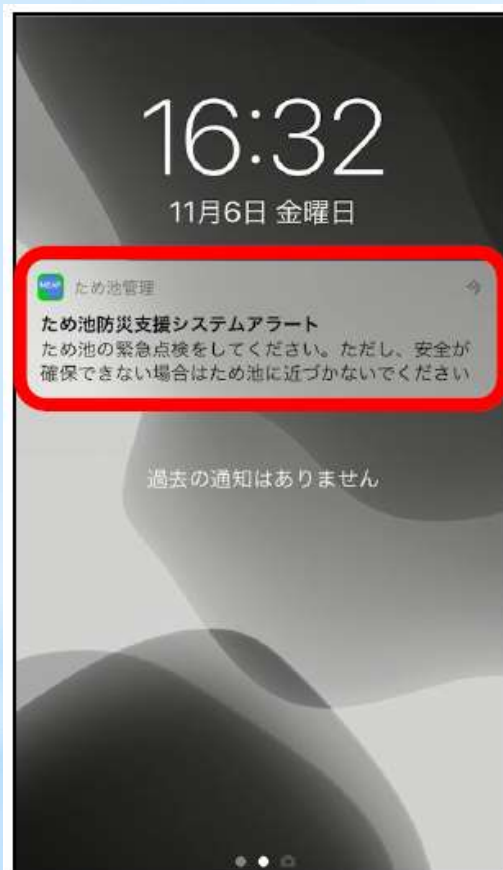 16:32
11月6日 金曜日
ため池管理
今
ため池防災支援システムアラート
ため池の緊急点検をしてください。ただし、安全が
確保できない場合はため池に近づかないでください
過去の通知はありません